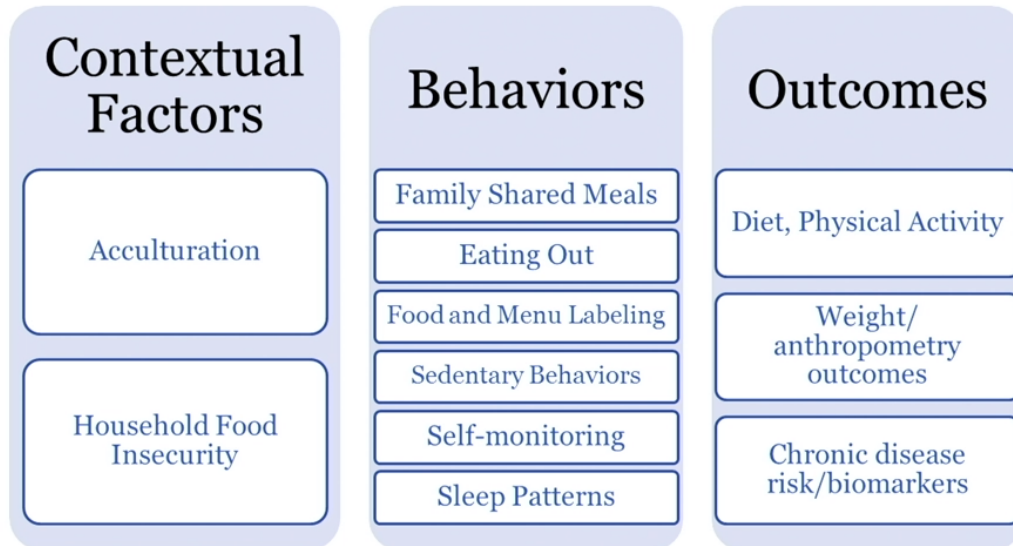 Contextual
Factors
Acculturation
Household Food
Insecurity
Behaviors
Family Shared Meals
Eating Out
Food and Menu Labeling
Sedentary Behaviors
Self-monitoring
Sleep Patterns
Outcomes
Diet, Physical Activity
Weight/
anthropometry
outcomes
Chronic disease
risk/biomarkers